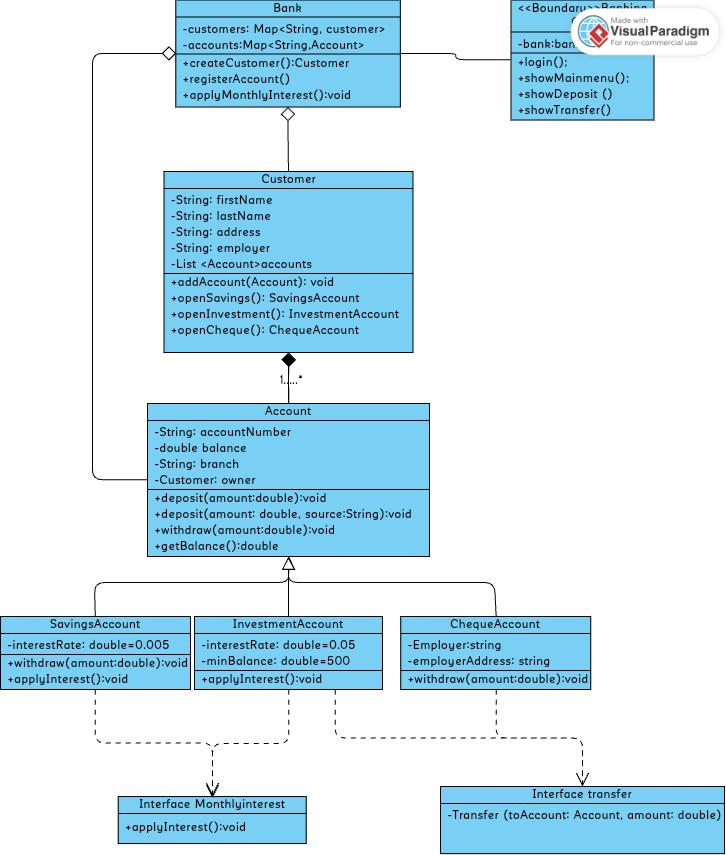 Bank
-customers: Map<String, customer>
-accounts:Map<String,Account>
+createCustomer():Customer
+registerAccount()
+applyMonthlyInterest():void
<<Boundary>>
-bank:
+login();
+showMainmenu();
+showDeposit ()
+showTransfer()
Made with
VisualParadigm
For non-commercial use
Customer
-String: firstName
-String: lastName
-String: address
-String: employer
-List <Account>accounts
+addAccount(Account): void
+openSavings(): SavingsAccount
+openInvestment(): InvestmentAccount
+openCheque(): ChequeAccount
1.....*
Account
-String: accountNumber
-double balance
-String: branch
-Customer: owner
+deposit(amount:double):void
+deposit(amount: double, source:String):void
+withdraw(amount:double):void
+getBalance():double
SavingsAccount
-interestRate: double=0.005
+withdraw(amount:double):void
+applyInterest():void
InvestmentAccount
-interestRate: double=0.05
-minBalance: double=500
+applyInterest():void
ChequeAccount
-Employer:string
-employerAddress: string
+withdraw(amount:double):void
Interface Monthlyinterest
+applyInterest():void
Interface transfer
-Transfer (toAccount: Account, amount: double)